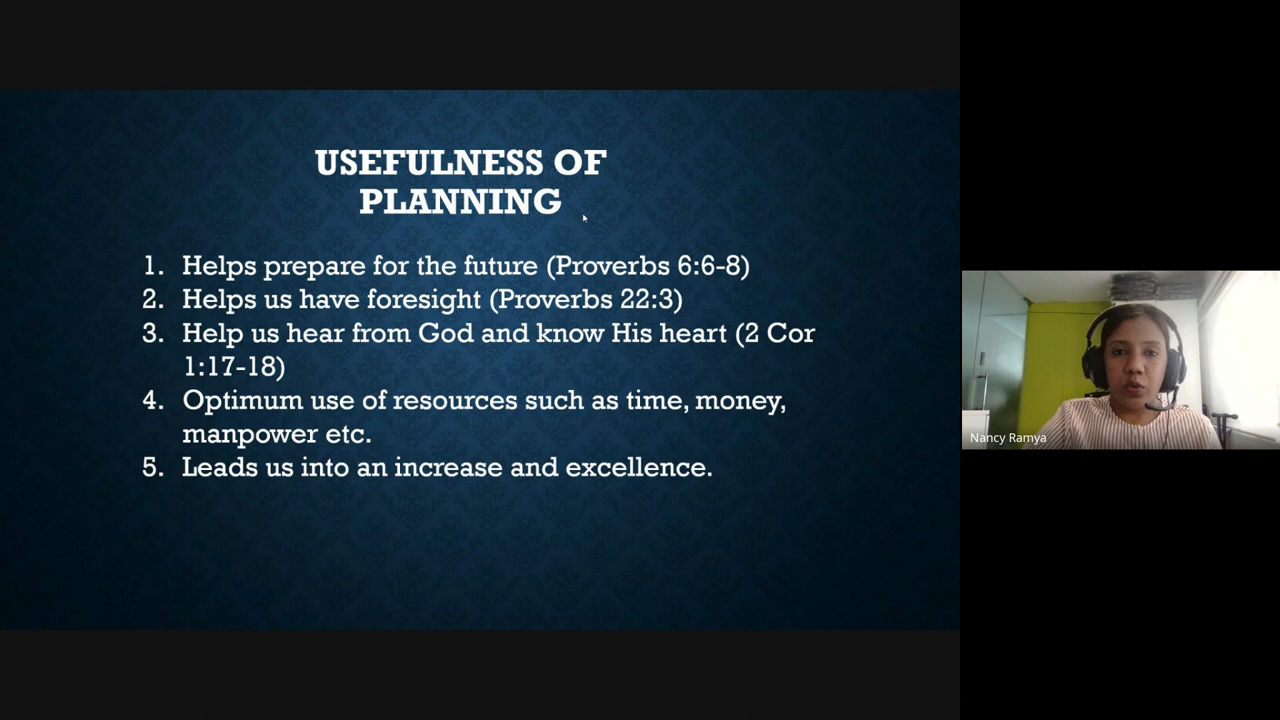 USEFULNESS OF
PLANNING
1. Helps prepare for the future (Proverbs 6:6-8)
2. Helps us have foresight (Proverbs 22:3)
3. Help us hear from God and know His heart (2 Cor
1:17-18)
4. Optimum use of resources such as time, money,
manpower etc.
5. Leads us into an increase and excellence.
Nancy Ramya